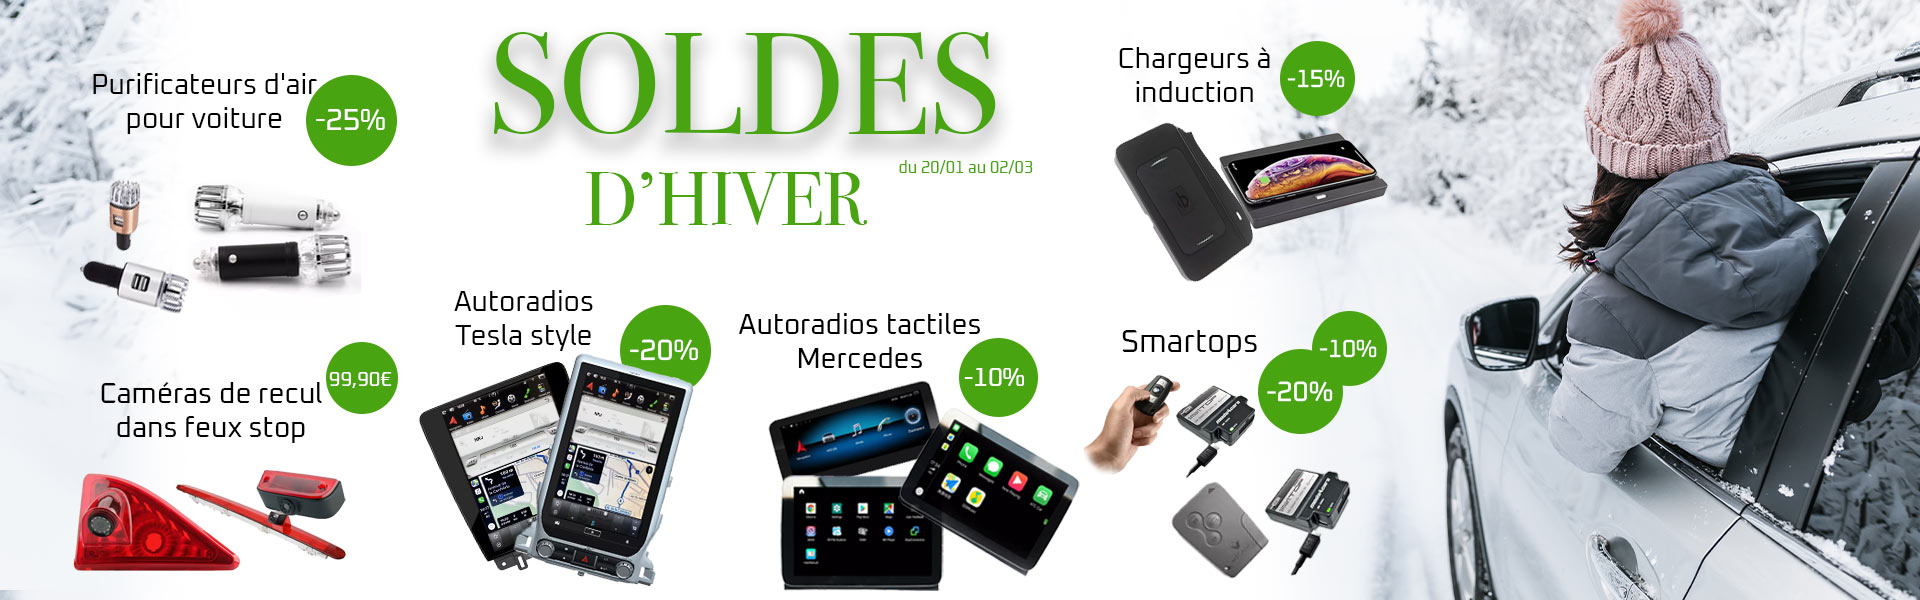 SOLDES
D'HIVER
du 20/01 au 02/03
Purificateurs d'air
pour voiture
-25%
Caméras de recul
dans feux stop
99,90€
Autoradios
Tesla style
-20%
Autoradios tactiles
Mercedes
-10%
Chargeurs à
induction
-15%
Smartops
-10%
-20%